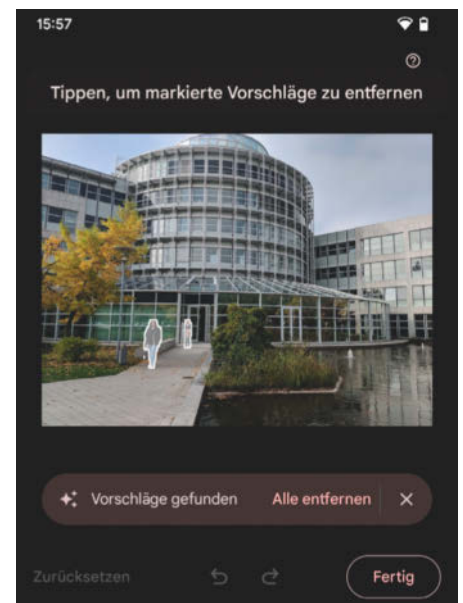 15:57
Tippen, um markierte Vorschläge zu entfernen
Vorschläge gefunden Alle entfernen
Zurücksetzen Fertig